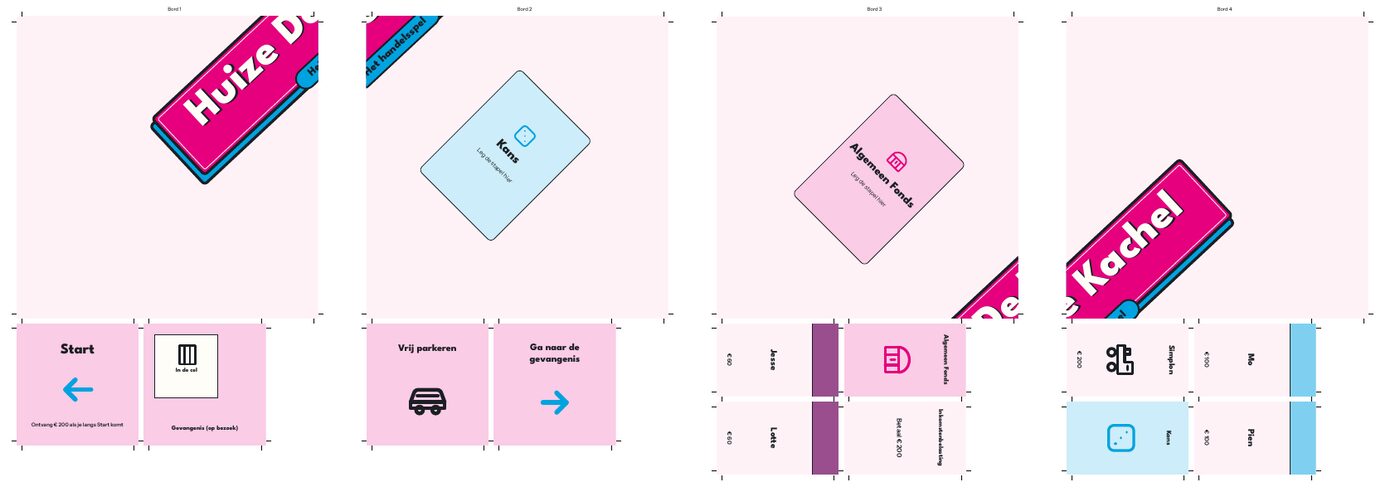 Bord 1
Huize D
He
Start
Ontvang € 200 als je langs Start komt
In de cel
Gevangenis (op bezoek)
Bord 2
Het handelsspel
Kans
Leg de stapel hier
Vrij parkeren
Ga naar de
gevangenis
Bord 3
Algemeen Fonds
Leg de stapel hier
De
Jesse
€ 60
Algemeen Fonds
Lotte
€ 60
Inkomstenbelasting
Betaal € 200
Bord 4
e Kachel
el
Simplon
€ 200
Mo
€ 100
Kans
Pien
€ 100